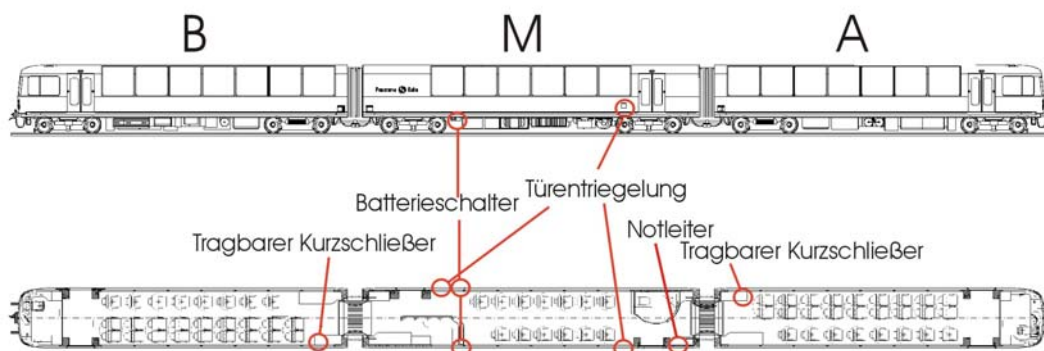 B M A
Panorama S Bahn
Batterieschalter
Türentriegelung
Notleiter
Tragbarer Kurzschließer
Tragbarer Kurzschließer